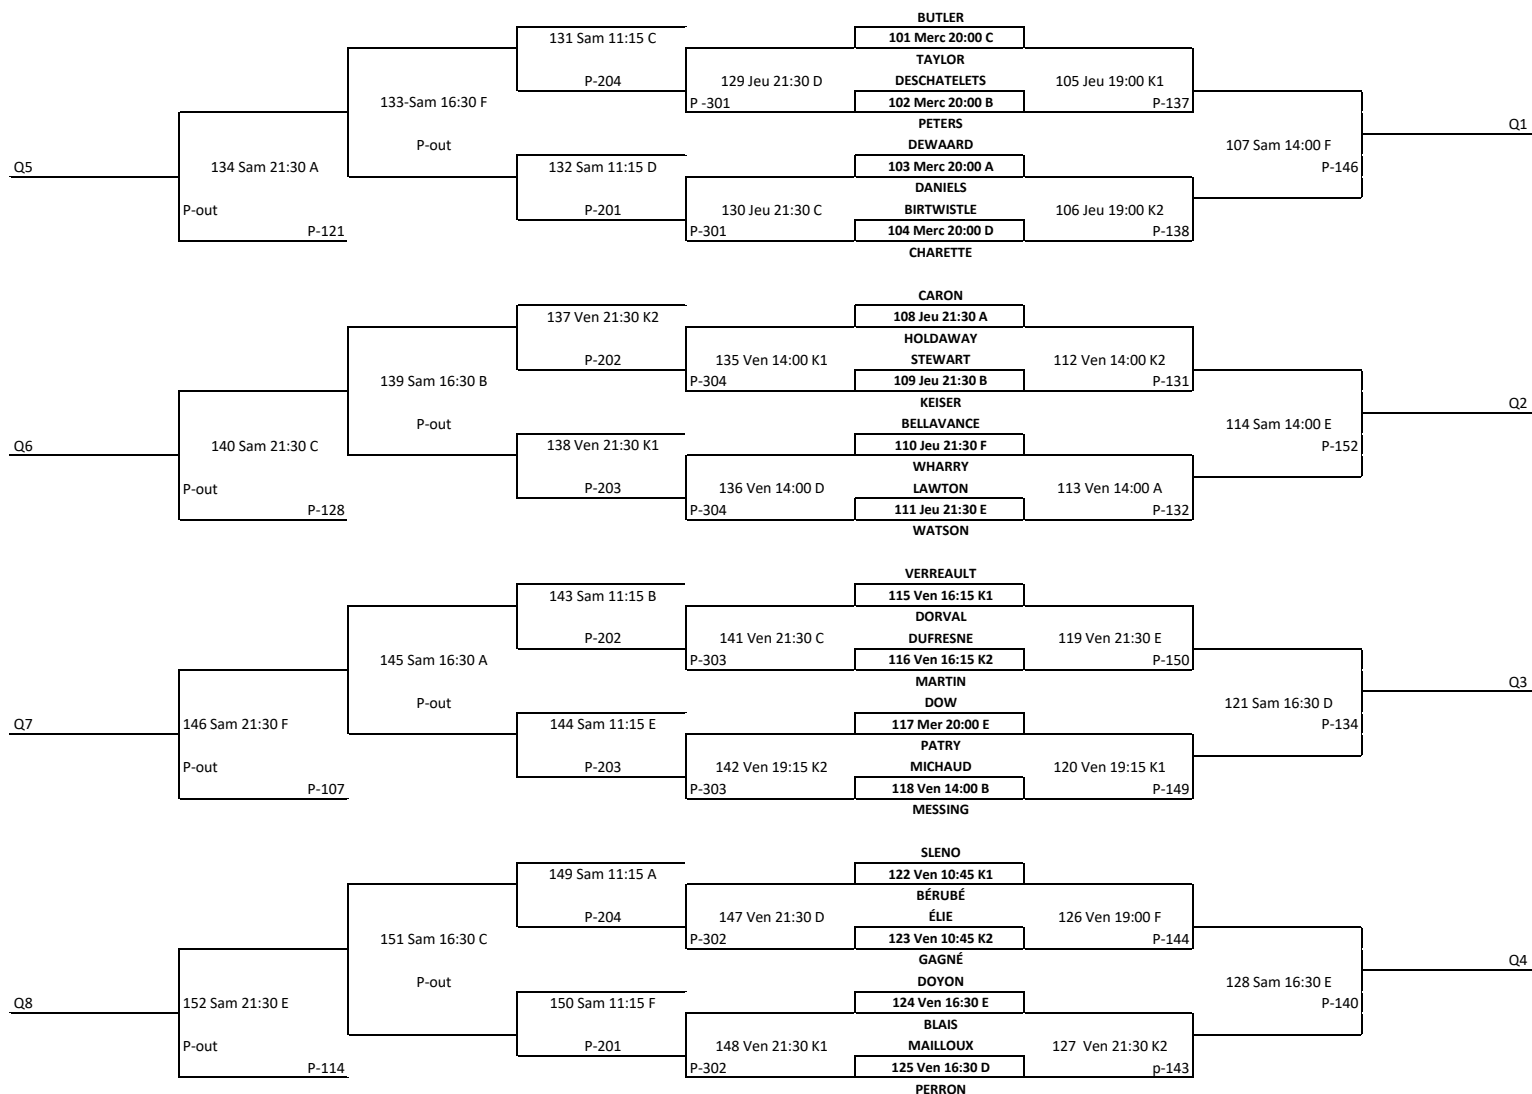 BUTLER
131 Sam 11:15 C
101 Merc 20:00 C
TAYLOR
P-204
129 Jeu 21:30 D
DESCHATELETS
105 Jeu 19:00 K1
133-Sam 16:30 F
P -301
102 Merc 20:00 B
P-137
PETERS
Q1
P-out
DEWAARD
107 Sam 14:00 F
Q5
134 Sam 21:30 A
132 Sam 11:15 D
103 Merc 20:00 A
P-146
DANIELS
P-out
P-201
130 Jeu 21:30 C
BIRTWISTLE
106 Jeu 19:00 K2
P-121
P-301
104 Merc 20:00 D
P-138
CHARETTE
CARON
137 Ven 21:30 K2
108 Jeu 21:30 A
HOLDAWAY
P-202
135 Ven 14:00 K1
STEWART
112 Ven 14:00 K2
139 Sam 16:30 B
P-304
109 Jeu 21:30 B
P-131
KEISER
Q2
P-out
BELLAVANCE
114 Sam 14:00 E
Q6
140 Sam 21:30 C
138 Ven 21:30 K1
110 Jeu 21:30 F
P-152
WHARRY
P-out
P-203
136 Ven 14:00 D
LAWTON
113 Ven 14:00 A
P-128
P-304
111 Jeu 21:30 E
P-132
WATSON
VERREAULT
143 Sam 11:15 B
115 Ven 16:15 K1
DORVAL
P-202
141 Ven 21:30 C
DUFRESNE
119 Ven 21:30 E
145 Sam 16:30 A
P-303
116 Ven 16:15 K2
P-150
MARTIN
Q3
P-out
DOW
121 Sam 16:30 D
Q7
146 Sam 21:30 F
144 Sam 11:15 E
117 Mer 20:00 E
P-134
PATRY
P-out
P-203
142 Ven 19:15 K2
MICHAUD
120 Ven 19:15 K1
P-107
P-303
118 Ven 14:00 B
P-149
MESSING
SLENO
149 Sam 11:15 A
122 Ven 10:45 K1
BÉRUBÉ
P-204
147 Ven 21:30 D
ÉLIE
126 Ven 19:00 F
151 Sam 16:30 C
P-302
123 Ven 10:45 K2
P-144
GAGNÉ
Q4
P-out
DOYON
128 Sam 16:30 E
Q8
152 Sam 21:30 E
150 Sam 11:15 F
124 Ven 16:30 E
P-140
BLAIS
P-out
P-201
148 Ven 21:30 K1
MAILLOUX
127 Ven 21:30 K2
P-114
P-302
125 Ven 16:30 D
p-143
PERRON